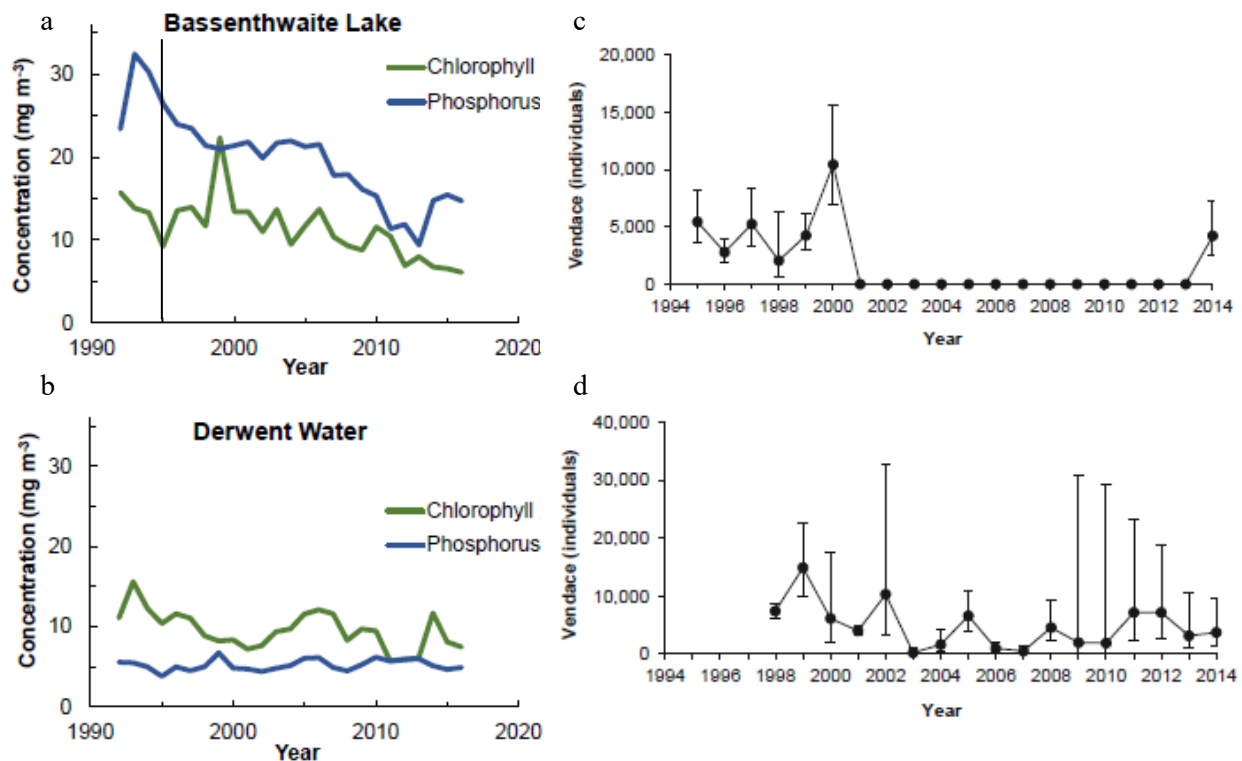 a
Bassenthwaite Lake
Concentration (mg m⁻³)
30
20
10
0
Chlorophyll
Phosphorus
1990 2000 2010 2020
Year
c
Vendace (individuals)
20,000
15,000
10,000
5,000
0
1994 1996 1998 2000 2002 2004 2006 2008 2010 2012 2014
Year
b
Derwent Water
Concentration (mg m⁻³)
30
20
10
0
Chlorophyll
Phosphorus
1990 2000 2010 2020
Year
d
Vendace (individuals)
40,000
30,000
20,000
10,000
0
1994 1996 1998 2000 2002 2004 2006 2008 2010 2012 2014
Year